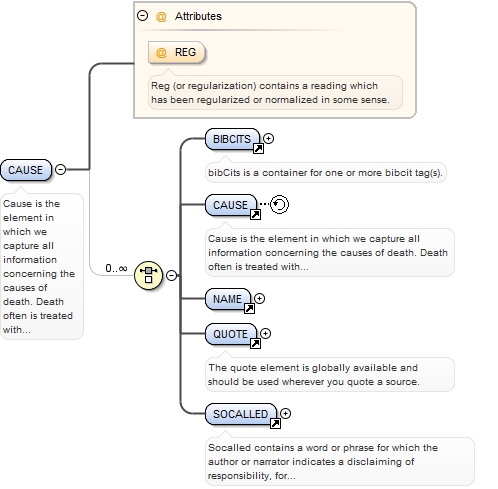 Attributes
@ REG
Reg (or regularization) contains a reading which
has been regularized or normalized in some sense.
CAUSE
Cause is the
element in
which we
capture all
information
concerning the
causes of
death. Death
often is treated
with...
0..∞
BIBCITS
bibCits is a container for one or more bibcit tag(s).
CAUSE
Cause is the element in which we capture all
information concerning the causes of death. Death
often is treated with...
NAME
QUOTE
The quote element is globally available and
should be used wherever you quote a source.
SOCALLED
Socalled contains a word or phrase for which the
author or narrator indicates a disclaiming of
responsibility, for...